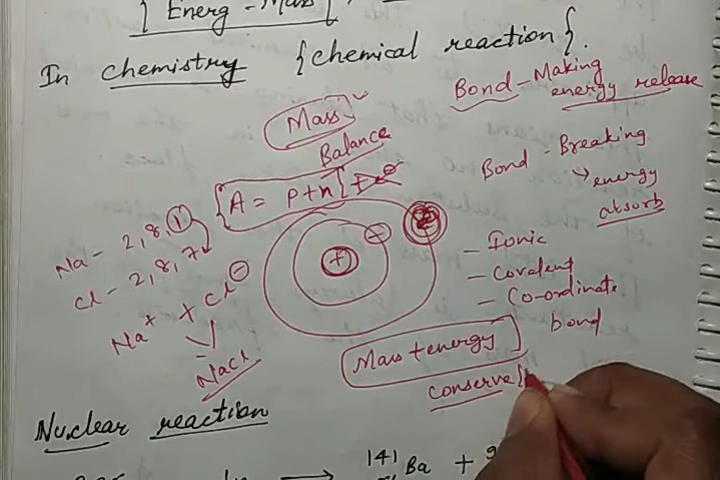 { Energ - Mass }
In chemistry {chemical reaction}.
Bond - Making
energy release
Mass
Balance
{A = P+n}
Bond - Breaking
→ energy
absorb
Na - 2,8,1
Cl - 2,8,7
Na⁺ + Cl⁻
NaCl
+
-
- Ionic
- Covalent
- Co-ordinate
bond
Mass + energy
conserve
Nuclear reaction
→ 141 Ba + 9